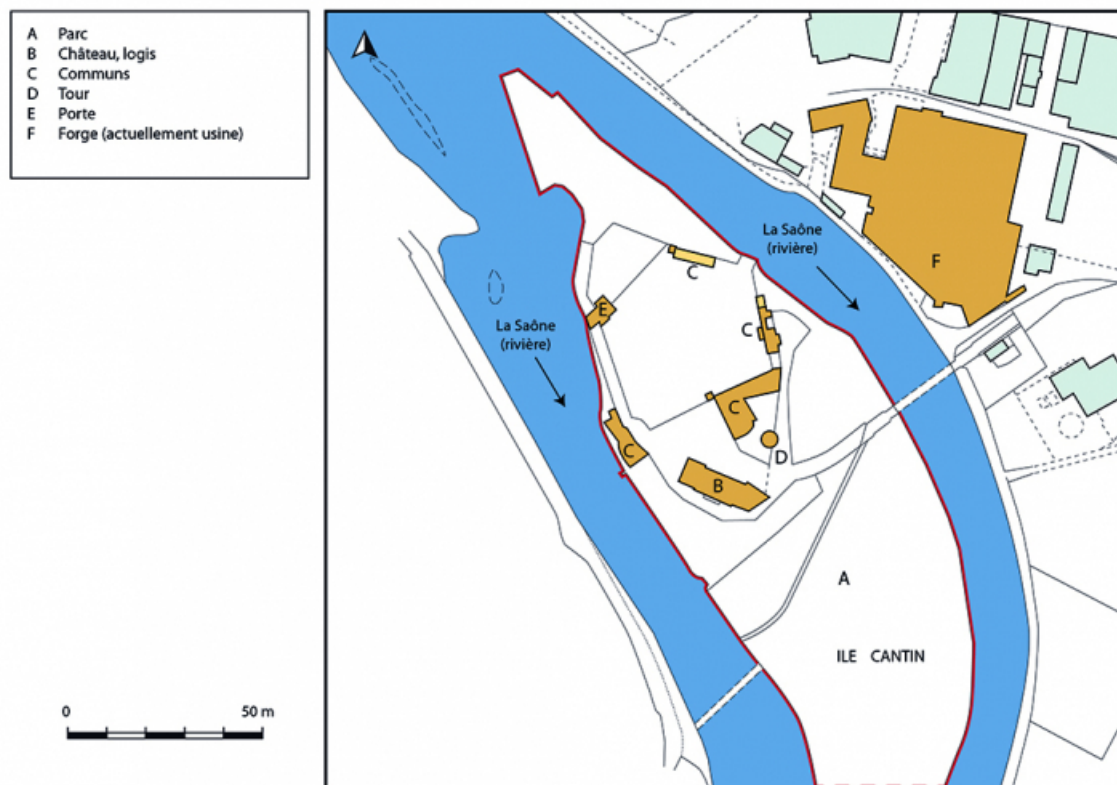 A Parc
B Château, logis
C Communs
D Tour
E Porte
F Forge (actuellement usine)
La Saône
(rivière)
F
C
E
La Saône
(rivière)
C
C
D
C
B
A
ILE CANTIN
0 50 m